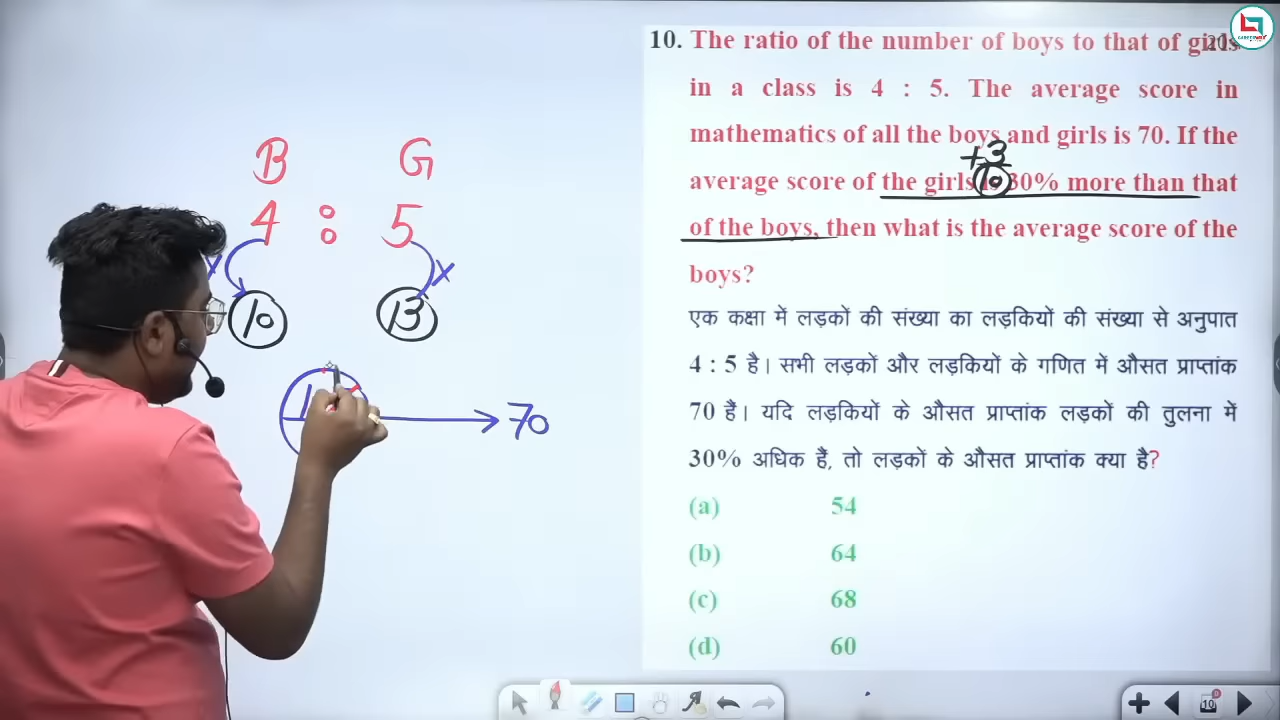 B G
4 : 5
10 13
70
10. The ratio of the number of boys to that of girls
in a class is 4 : 5. The average score in
mathematics of all the boys and girls is 70. If the
+3
10
average score of the girls 30% more than that
of the boys, then what is the average score of the
boys?
एक कक्षा में लड़कों की संख्या का लड़कियों की संख्या से अनुपात
4 : 5 है। सभी लड़कों और लड़कियों के गणित में औसत प्राप्तांक
70 हैं। यदि लड़कियों के औसत प्राप्तांक लड़कों की तुलना में
30% अधिक हैं, तो लड़कों के औसत प्राप्तांक क्या है?
(a) 54
(b) 64
(c) 68
(d) 60
10